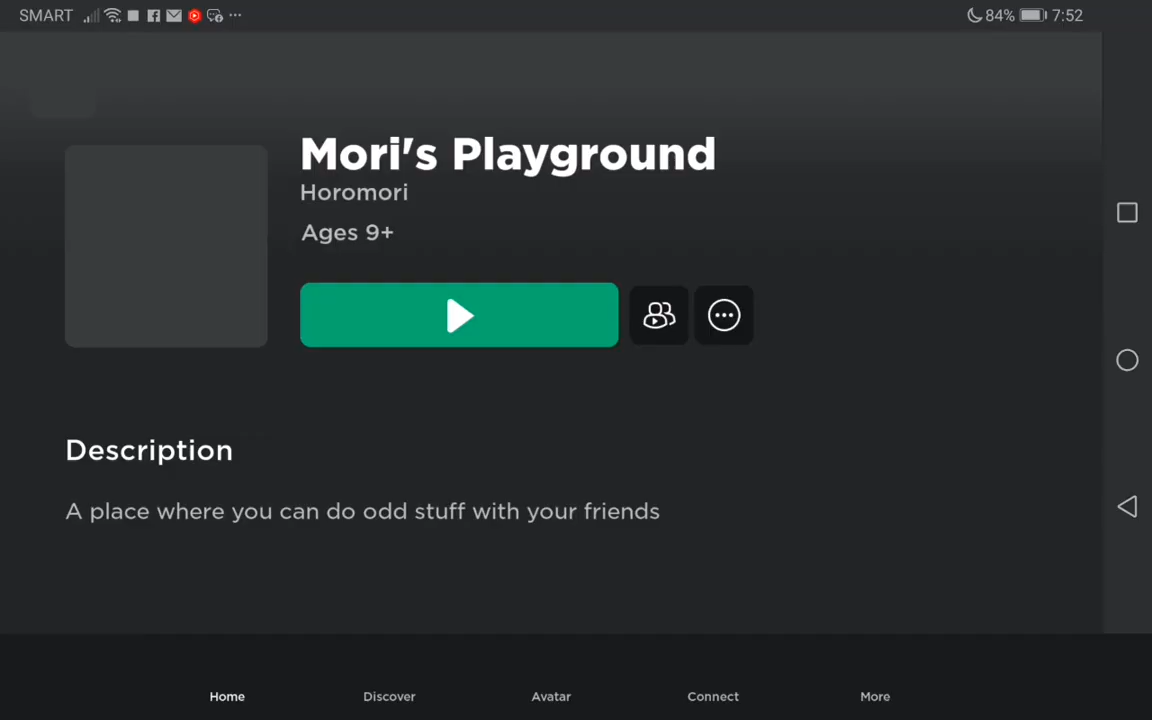 SMART 84% 7:52
Mori's Playground
Horomori
Ages 9+
Description
A place where you can do odd stuff with your friends
Home Discover Avatar Connect More